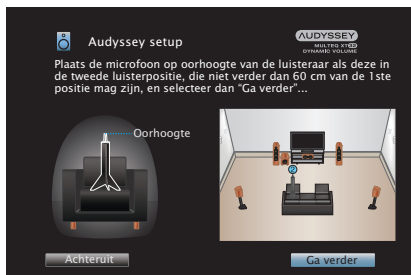 Audyssey setup
AUDYSSEY
MULTEQ XT32
DYNAMIC VOLUME
Plaats de microfoon op oorhoogte van de luisteraar als deze in
de tweede luisterpositie, die niet verder dan 60 cm van de 1ste
positie mag zijn, en selecteer dan “Ga verder”...
Oorhoogte
Achteruit
Ga verder